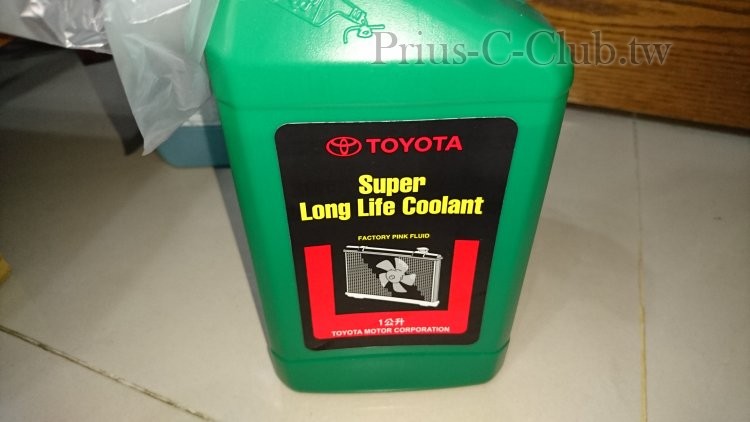 Prius-C-Club.tw
TOYOTA
Super
Long Life Coolant
FACTORY PINK FLUID
1公升
TOYOTA MOTOR CORPORATION